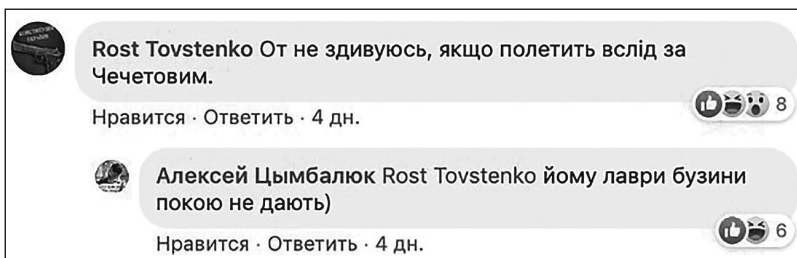 Rost Tovstenko От не здивуюсь, якщо полетить вслід за
Чечетовим.
Нравится · Ответить · 4 дн.
8
Алексей Цымбалюк Rost Tovstenko йому лаври бузини
покою не дають)
Нравится · Ответить · 4 дн.
6